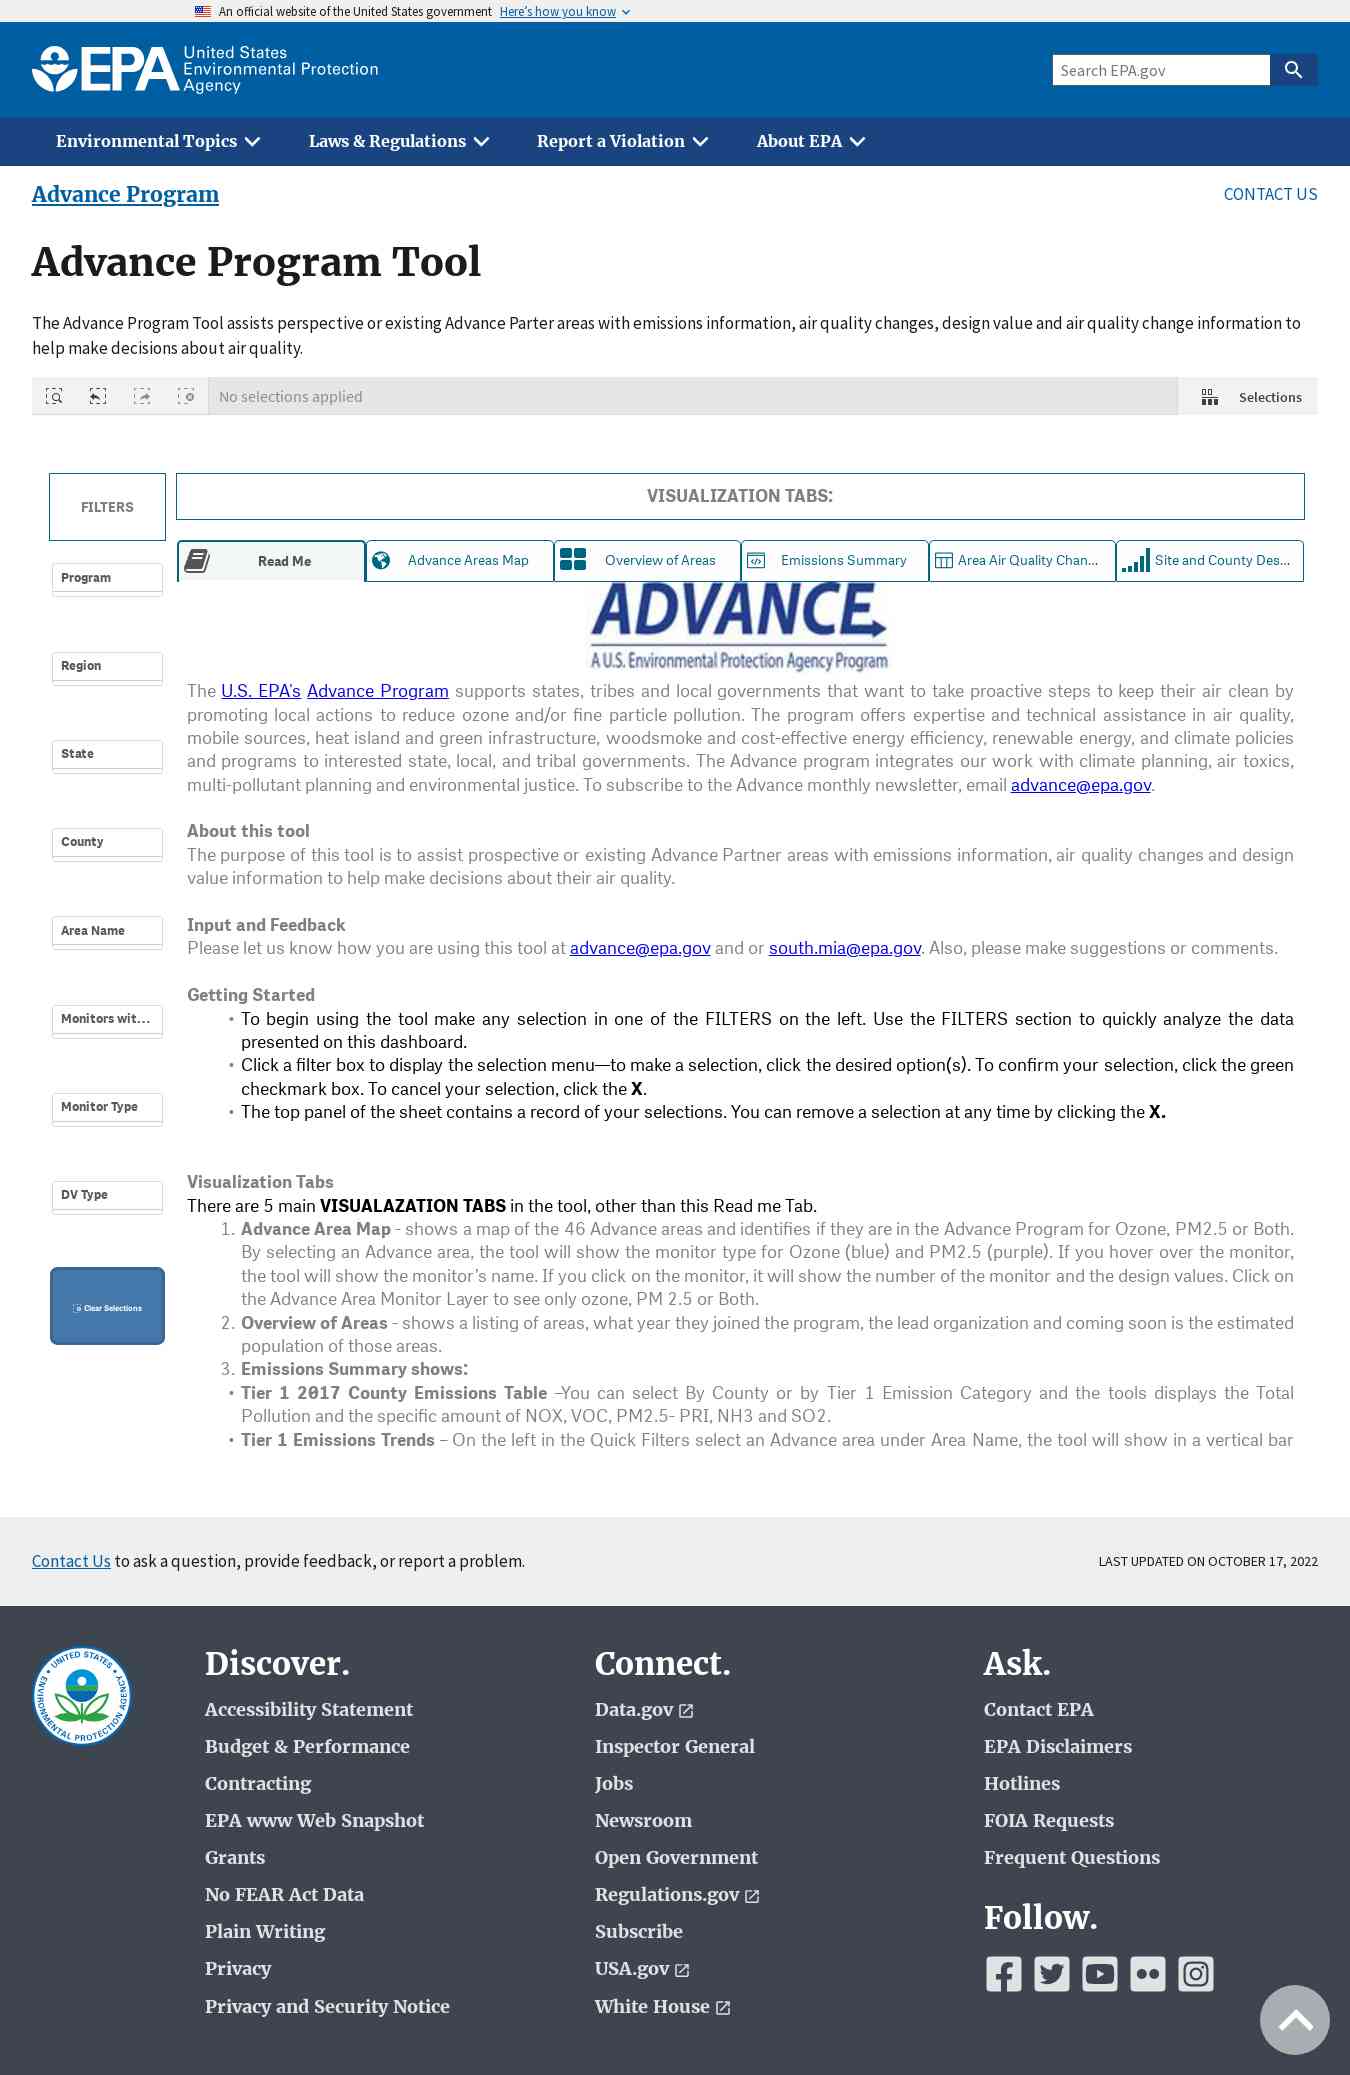 An official website of the United States government Here's how you know
EPA United States
Environmental Protection
Agency
Search EPA.gov
Environmental Topics
Laws & Regulations
Report a Violation
About EPA
Advance Program
CONTACT US
Advance Program Tool
The Advance Program Tool assists perspective or existing Advance Parter areas with emissions information, air quality changes, design value and air quality change information to
help make decisions about air quality.
No selections applied
Selections
FILTERS
VISUALIZATION TABS:
Read Me
Advance Areas Map
Overview of Areas
Emissions Summary
Area Air Quality Chan...
Site and County Des...
Program
Region
State
County
Area Name
Monitors wit...
Monitor Type
DV Type
Clear Selections
ADVANCE
A U.S. Environmental Protection Agency Program
The U.S. EPA's Advance Program supports states, tribes and local governments that want to take proactive steps to keep their air clean by
promoting local actions to reduce ozone and/or fine particle pollution. The program offers expertise and technical assistance in air quality,
mobile sources, heat island and green infrastructure, woodsmoke and cost-effective energy efficiency, renewable energy, and climate policies
and programs to interested state, local, and tribal governments. The Advance program integrates our work with climate planning, air toxics,
multi-pollutant planning and environmental justice. To subscribe to the Advance monthly newsletter, email advance@epa.gov.
About this tool
The purpose of this tool is to assist prospective or existing Advance Partner areas with emissions information, air quality changes and design
value information to help make decisions about their air quality.
Input and Feedback
Please let us know how you are using this tool at advance@epa.gov and or south.mia@epa.gov. Also, please make suggestions or comments.
Getting Started
• To begin using the tool make any selection in one of the FILTERS on the left. Use the FILTERS section to quickly analyze the data
presented on this dashboard.
• Click a filter box to display the selection menu—to make a selection, click the desired option(s). To confirm your selection, click the green
checkmark box. To cancel your selection, click the X.
• The top panel of the sheet contains a record of your selections. You can remove a selection at any time by clicking the X.
Visualization Tabs
There are 5 main VISUALAZATION TABS in the tool, other than this Read me Tab.
1. Advance Area Map - shows a map of the 46 Advance areas and identifies if they are in the Advance Program for Ozone, PM2.5 or Both.
By selecting an Advance area, the tool will show the monitor type for Ozone (blue) and PM2.5 (purple). If you hover over the monitor,
the tool will show the monitor's name. If you click on the monitor, it will show the number of the monitor and the design values. Click on
the Advance Area Monitor Layer to see only ozone, PM 2.5 or Both.
2. Overview of Areas - shows a listing of areas, what year they joined the program, the lead organization and coming soon is the estimated
population of those areas.
3. Emissions Summary shows:
• Tier 1 2017 County Emissions Table –You can select By County or by Tier 1 Emission Category and the tools displays the Total
Pollution and the specific amount of NOX, VOC, PM2.5- PRI, NH3 and SO2.
• Tier 1 Emissions Trends – On the left in the Quick Filters select an Advance area under Area Name, the tool will show in a vertical bar
Contact Us to ask a question, provide feedback, or report a problem.
LAST UPDATED ON OCTOBER 17, 2022
UNITED STATES
ENVIRONMENTAL PROTECTION AGENCY
Discover.
Accessibility Statement
Budget & Performance
Contracting
EPA www Web Snapshot
Grants
No FEAR Act Data
Plain Writing
Privacy
Privacy and Security Notice
Connect.
Data.gov
Inspector General
Jobs
Newsroom
Open Government
Regulations.gov
Subscribe
USA.gov
White House
Ask.
Contact EPA
EPA Disclaimers
Hotlines
FOIA Requests
Frequent Questions
Follow.